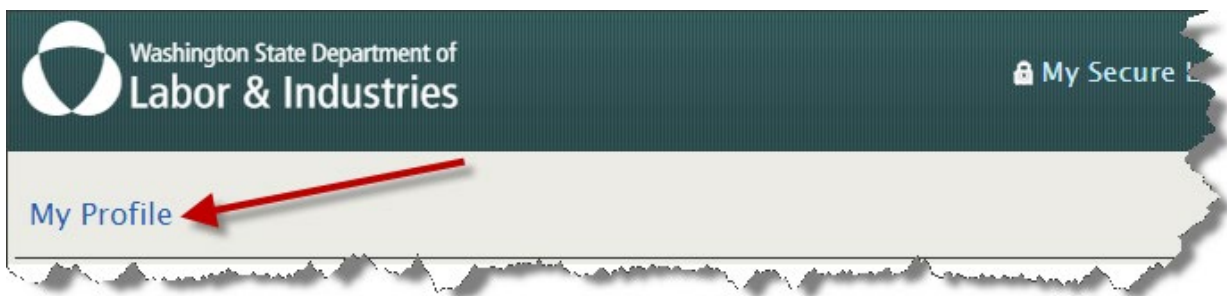 Washington State Department of
Labor & Industries
My Secure
My Profile